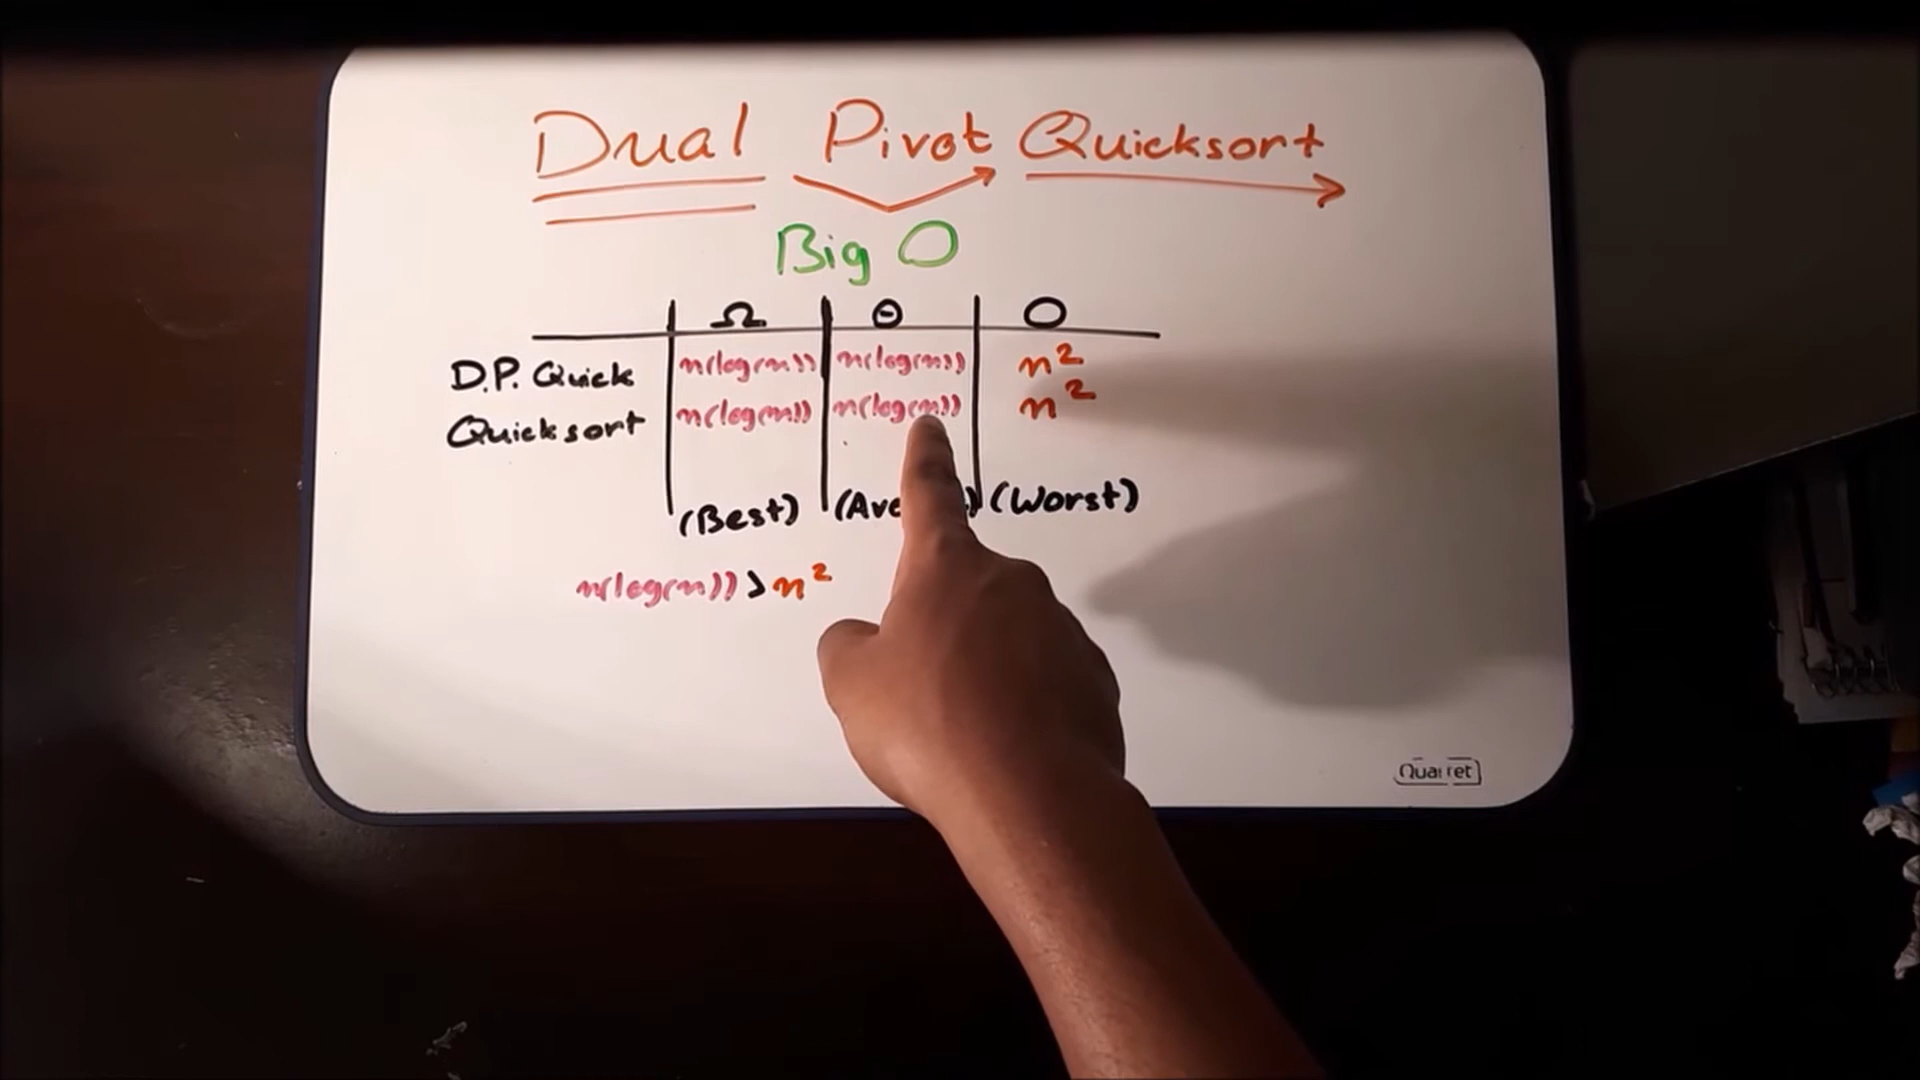 Dual Pivot Quicksort
Big O
Ω Θ O
D.P. Quick n(log(n)) n(log(n)) n²
Quicksort n(log(n)) n(log(n)) n²
(Best) (Worst)
n(log(n)) > n²
Quartet